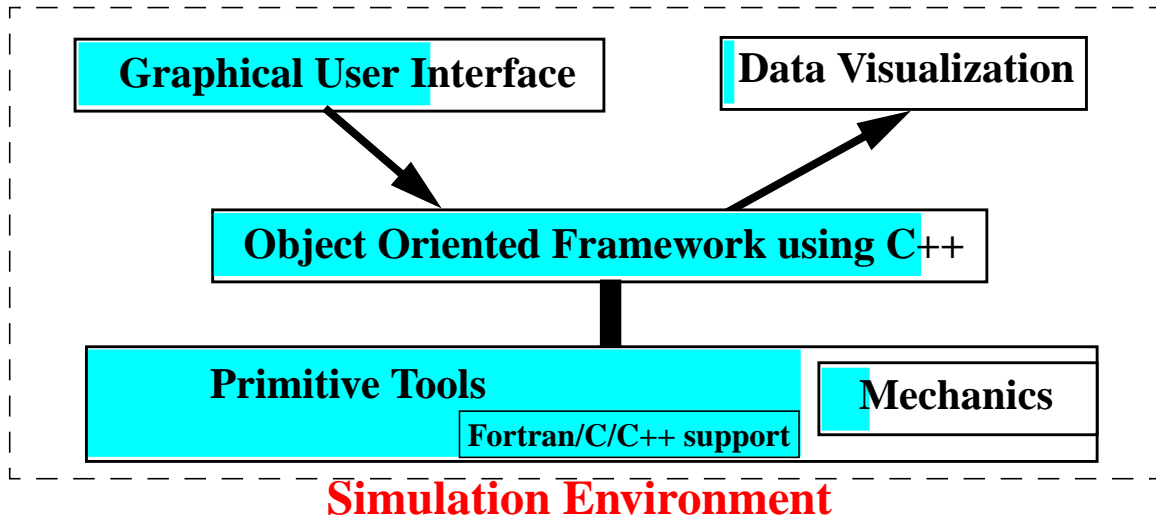 Graphical User Interface
Data Visualization
Object Oriented Framework using C++
Primitive Tools
Mechanics
Fortran/C/C++ support
Simulation Environment